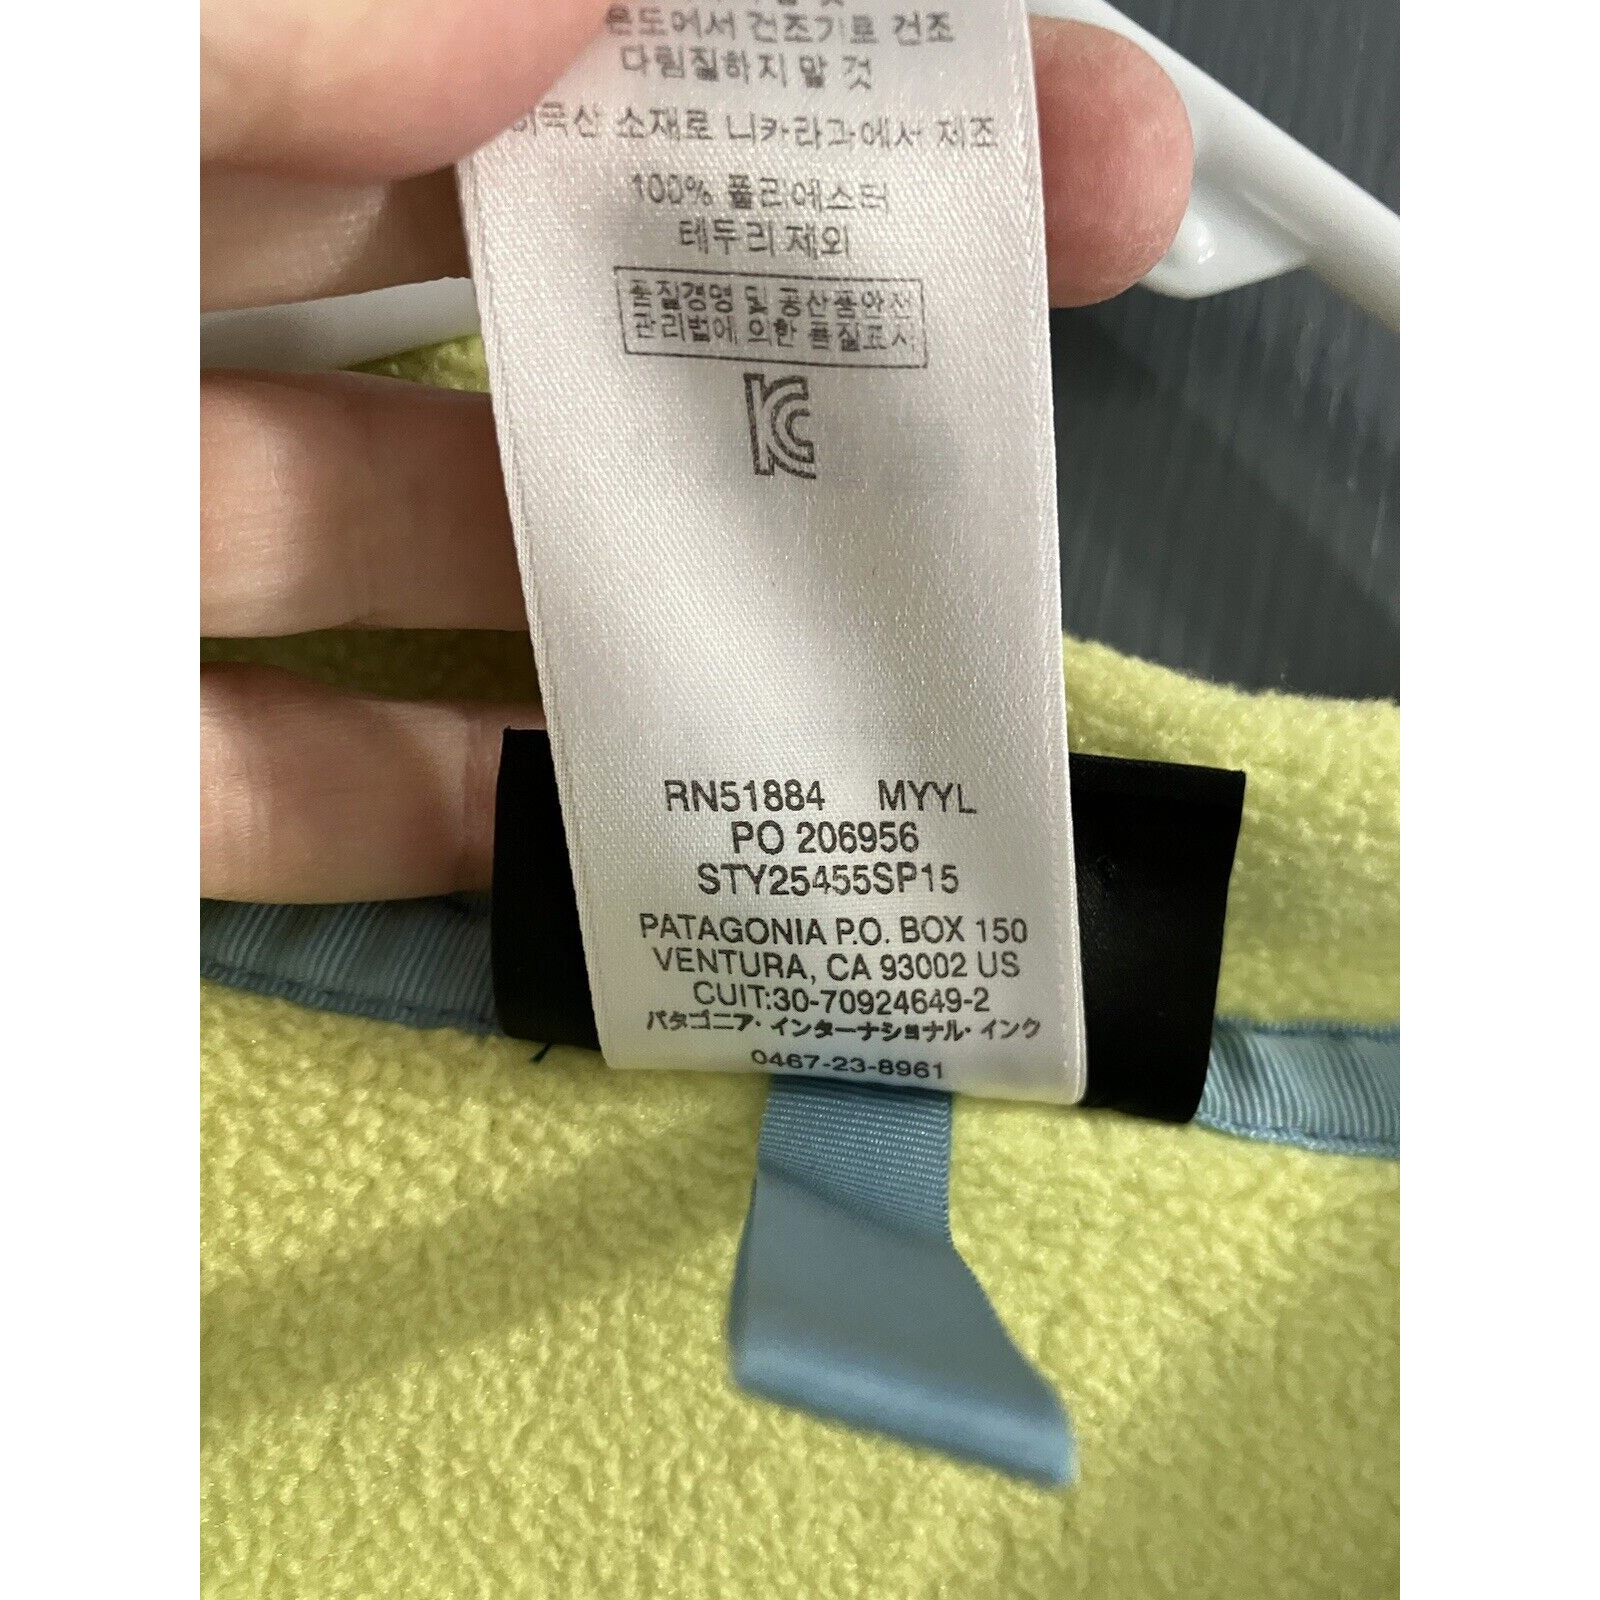 온도에서 건조기로 건조
다림질하지 말 것
소재로 니카라과에서 제조
100% 폴리에스터
테두리 제외
품질경영 및 공산품안전
관리법에 의한 품질표시
KC
RN51884 MYYL
PO 206956
STY25455SP15
PATAGONIA P.O. BOX 150
VENTURA, CA 93002 US
CUIT:30-70924649-2
パタゴニア・インターナショナル・インク
0467-23-8961